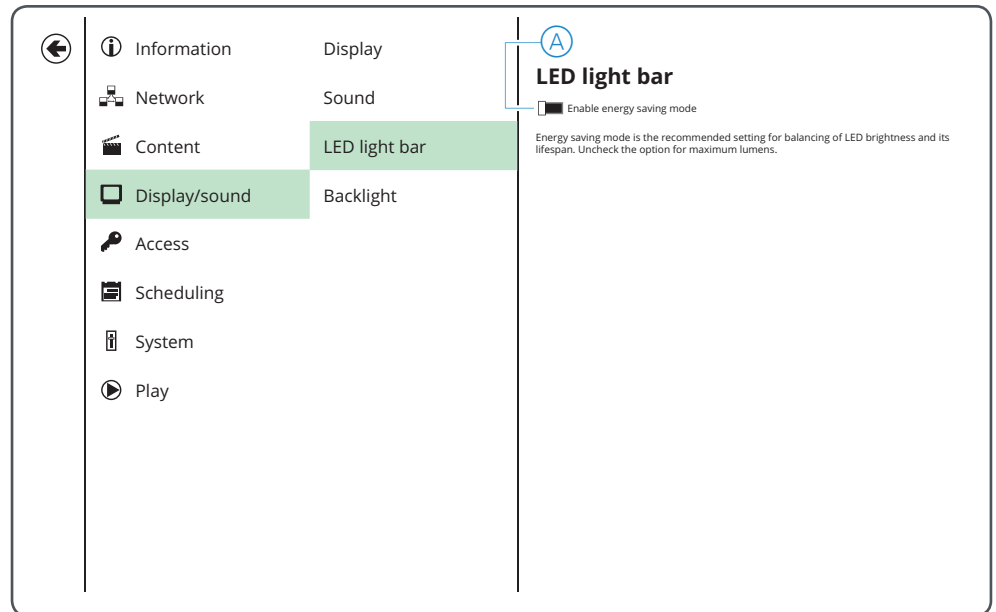 Information
Network
Content
Display/sound
Access
Scheduling
System
Play
Display
Sound
LED light bar
Backlight
A
LED light bar
Enable energy saving mode
Energy saving mode is the recommended setting for balancing of LED brightness and its
lifespan. Uncheck the option for maximum lumens.